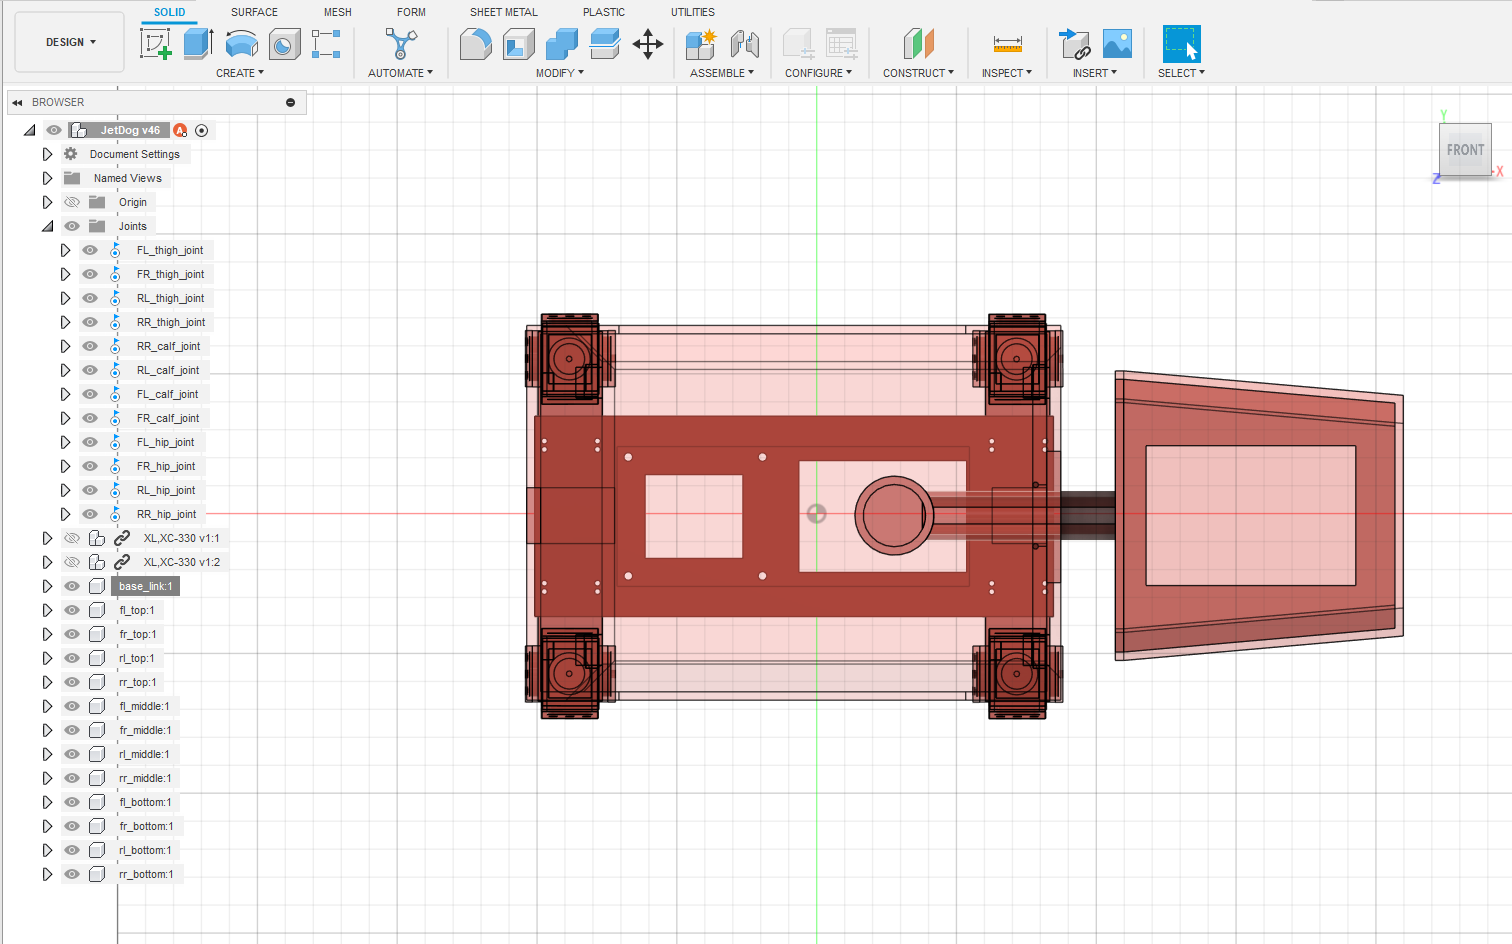 SOLID SURFACE MESH FORM SHEET METAL PLASTIC UTILITIES
DESIGN
CREATE AUTOMATE MODIFY ASSEMBLE CONFIGURE CONSTRUCT INSPECT INSERT SELECT
BROWSER
JetDog v46
Document Settings
Named Views
Origin
Joints
FL_thigh_joint
FR_thigh_joint
RL_thigh_joint
RR_thigh_joint
RR_calf_joint
RL_calf_joint
FL_calf_joint
FR_calf_joint
FL_hip_joint
FR_hip_joint
RL_hip_joint
RR_hip_joint
XL,XC-330 v1:1
XL,XC-330 v1:2
base_link:1
fl_top:1
fr_top:1
rl_top:1
rr_top:1
fl_middle:1
fr_middle:1
rl_middle:1
rr_middle:1
fl_bottom:1
fr_bottom:1
rl_bottom:1
rr_bottom:1
Y
FRONT
X
Z